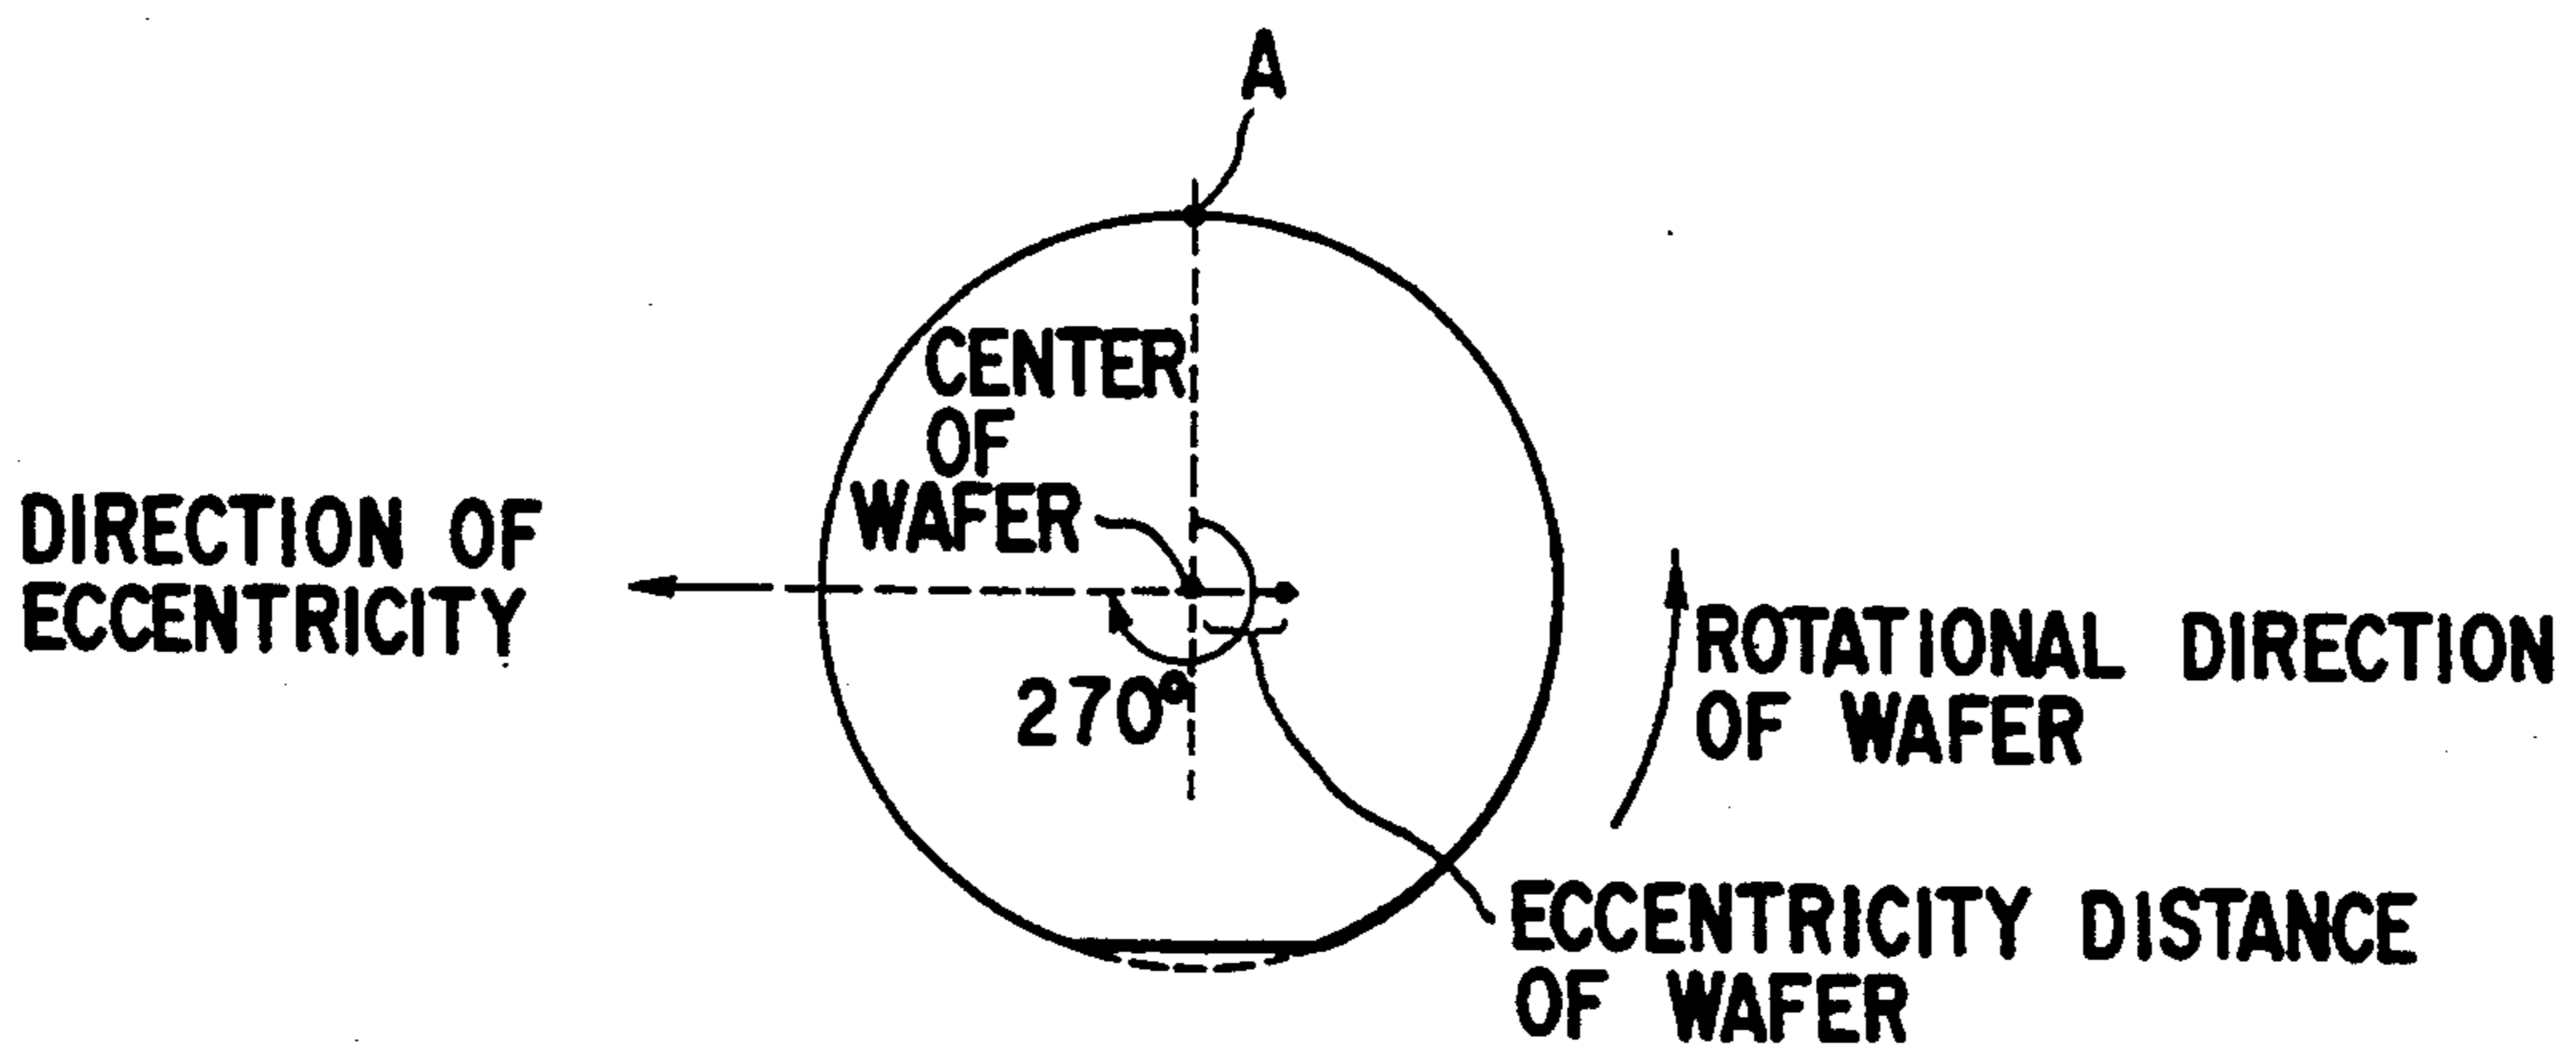 A
CENTER
OF
WAFER
DIRECTION OF
ECCENTRICITY
270°
ROTATIONAL DIRECTION
OF WAFER
ECCENTRICITY DISTANCE
OF WAFER